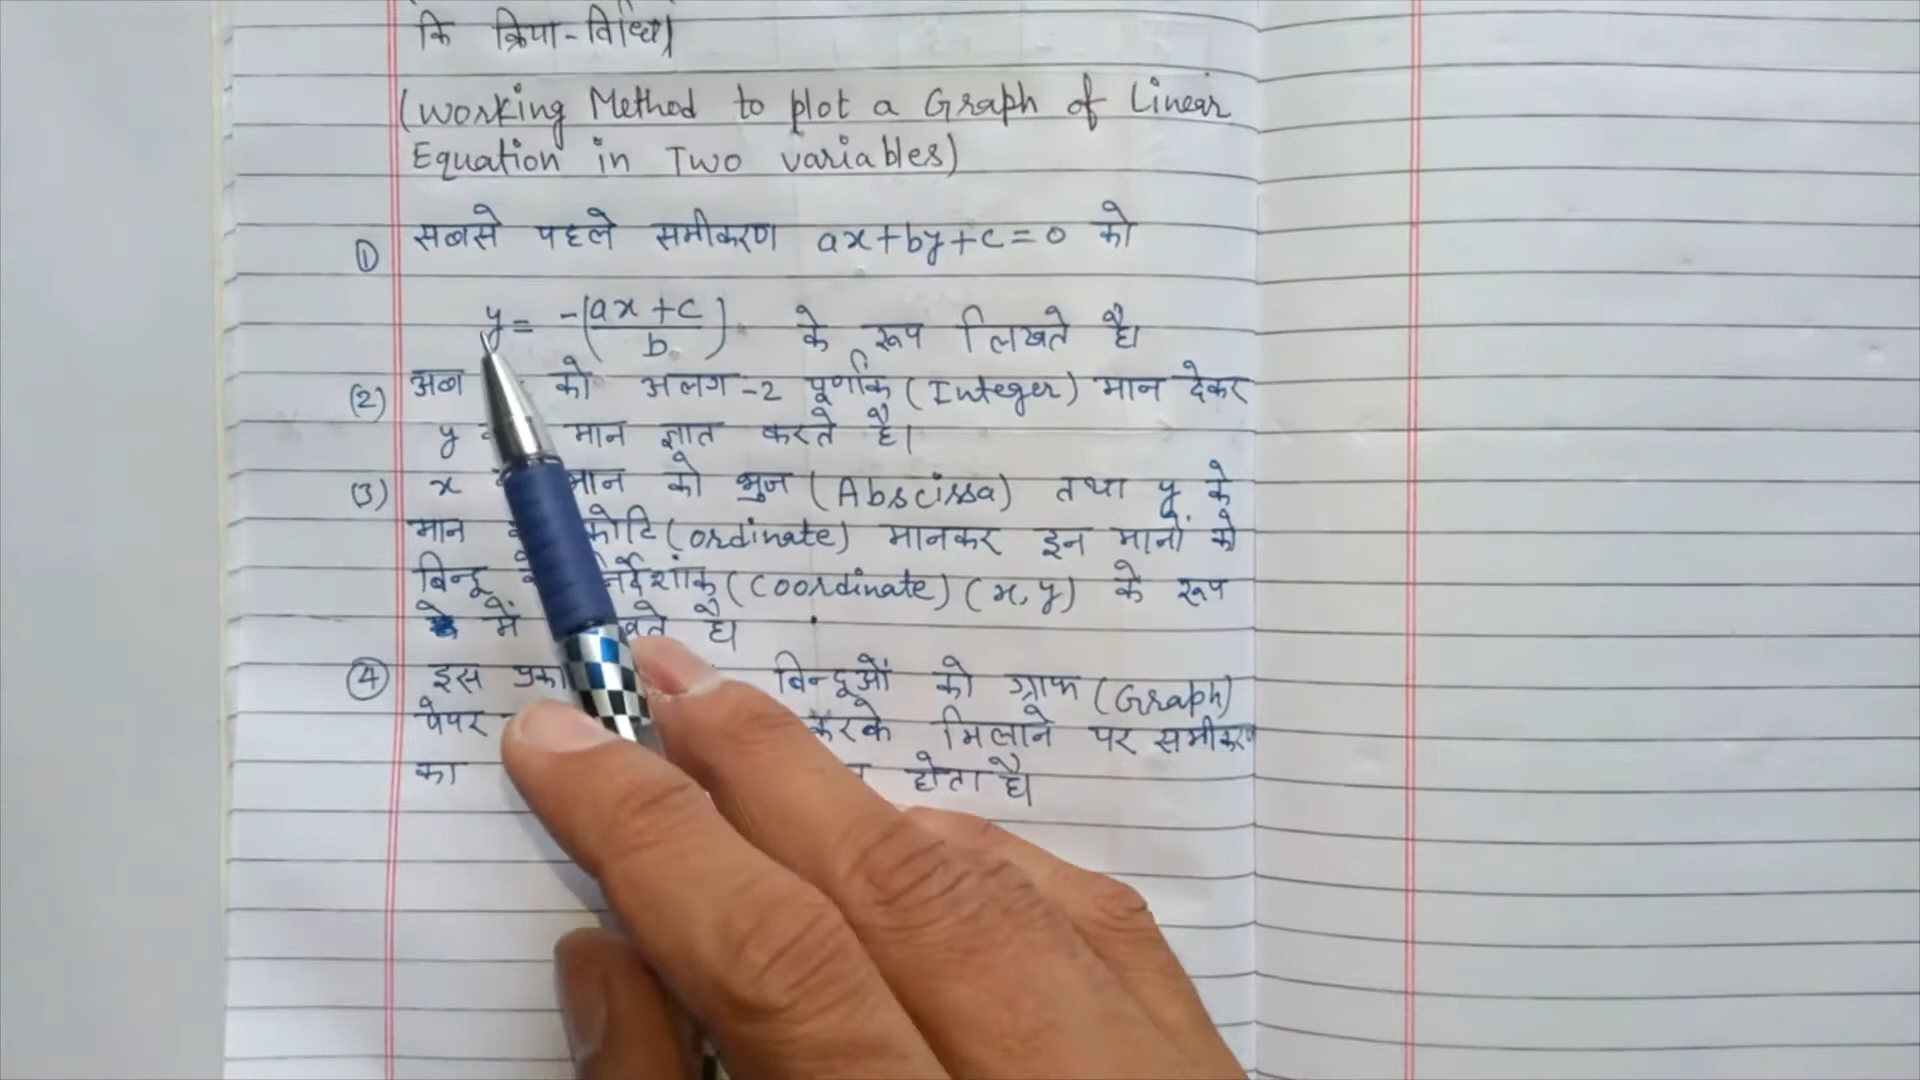 कि क्रिया-विधि)
(Working Method to plot a Graph of Linear
Equation in Two variables)
① सबसे पहले समीकरण ax+by+c=0 को
y = -(ax+c/b) के रूप लिखते है।
(2) अब को अलग-2 पूर्णांक (Integer) मान देकर
y मान ज्ञात करते है।
(3) x मान को भुज (Abscissa) तथा y के
मान कोटि (ordinate) मानकर इन मानों को
बिन्दू निर्देशांक (Coordinate) (x, y) के रूप
में है।
④ इस बिन्दूओं को ग्राफ (Graph)
पेपर करके मिलाने पर समीकरण
का होता है।